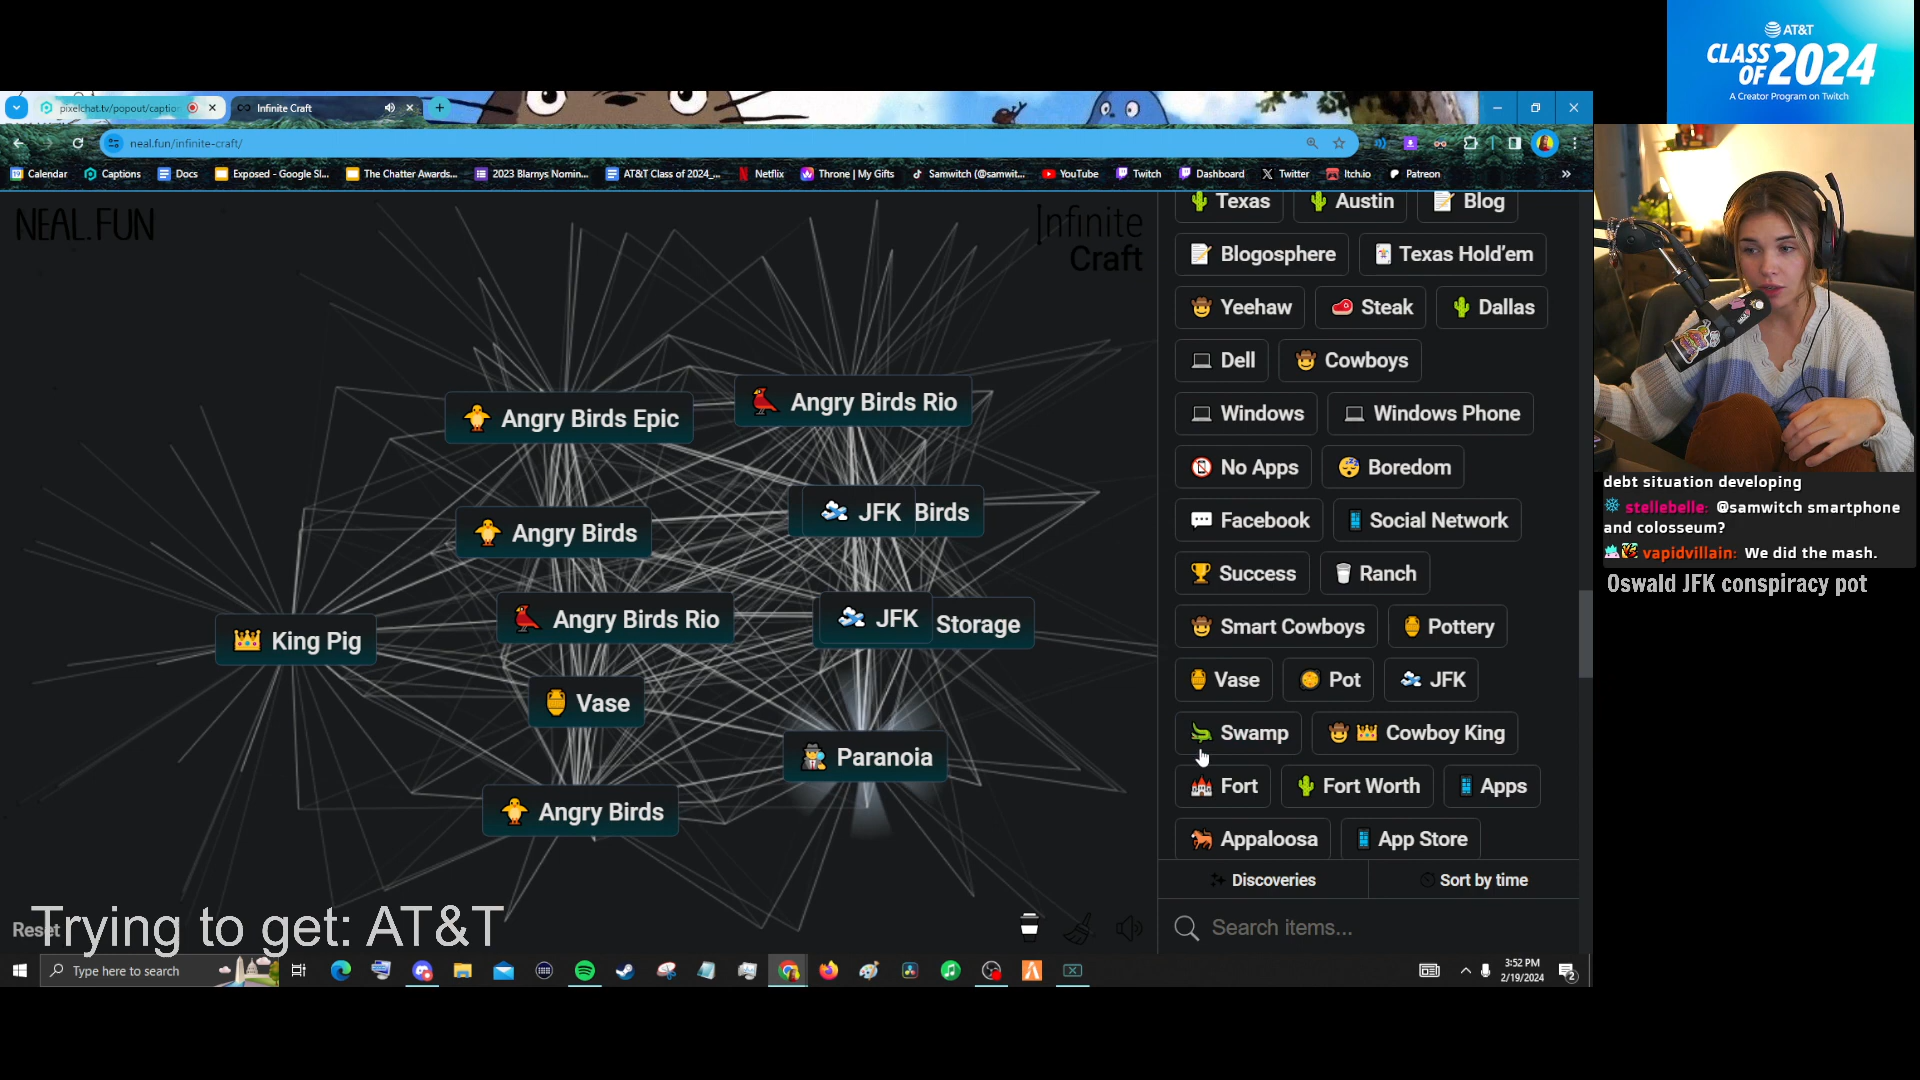 AT&T
CLASS
OF 2024
A Creator Program on Twitch
pixelchat.tv/popout/captio
Infinite Craft
neal.fun/infinite-craft/
Calendar
Captions
Docs
Exposed - Google Sl...
The Chatter Awards...
2023 Blarnys Nomin...
AT&T Class of 2024_...
Netflix
Throne | My Gifts
Samwitch (@samwit...
YouTube
Twitch
Dashboard
Twitter
Itch.io
Patreon
»
NEAL.FUN
Infinite
Craft
Angry Birds Epic
Angry Birds Rio
JFK Birds
Angry Birds
Angry Birds Rio
JFK Storage
King Pig
Vase
Paranoia
Angry Birds
Texas
Austin
Blog
Blogosphere
Texas Hold’em
Yeehaw
Steak
Dallas
Dell
Cowboys
Windows
Windows Phone
No Apps
Boredom
Facebook
Social Network
Success
Ranch
Smart Cowboys
Pottery
Vase
Pot
JFK
Swamp
Cowboy King
Fort
Fort Worth
Apps
Appaloosa
App Store
Discoveries
Sort by time
Search items...
Reset
Trying to get: AT&T
debt situation developing
stellebelle: @samwitch smartphone
and colosseum?
vapidvillain: We did the mash.
Oswald JFK conspiracy pot
Type here to search
3:52 PM
2/19/2024
2